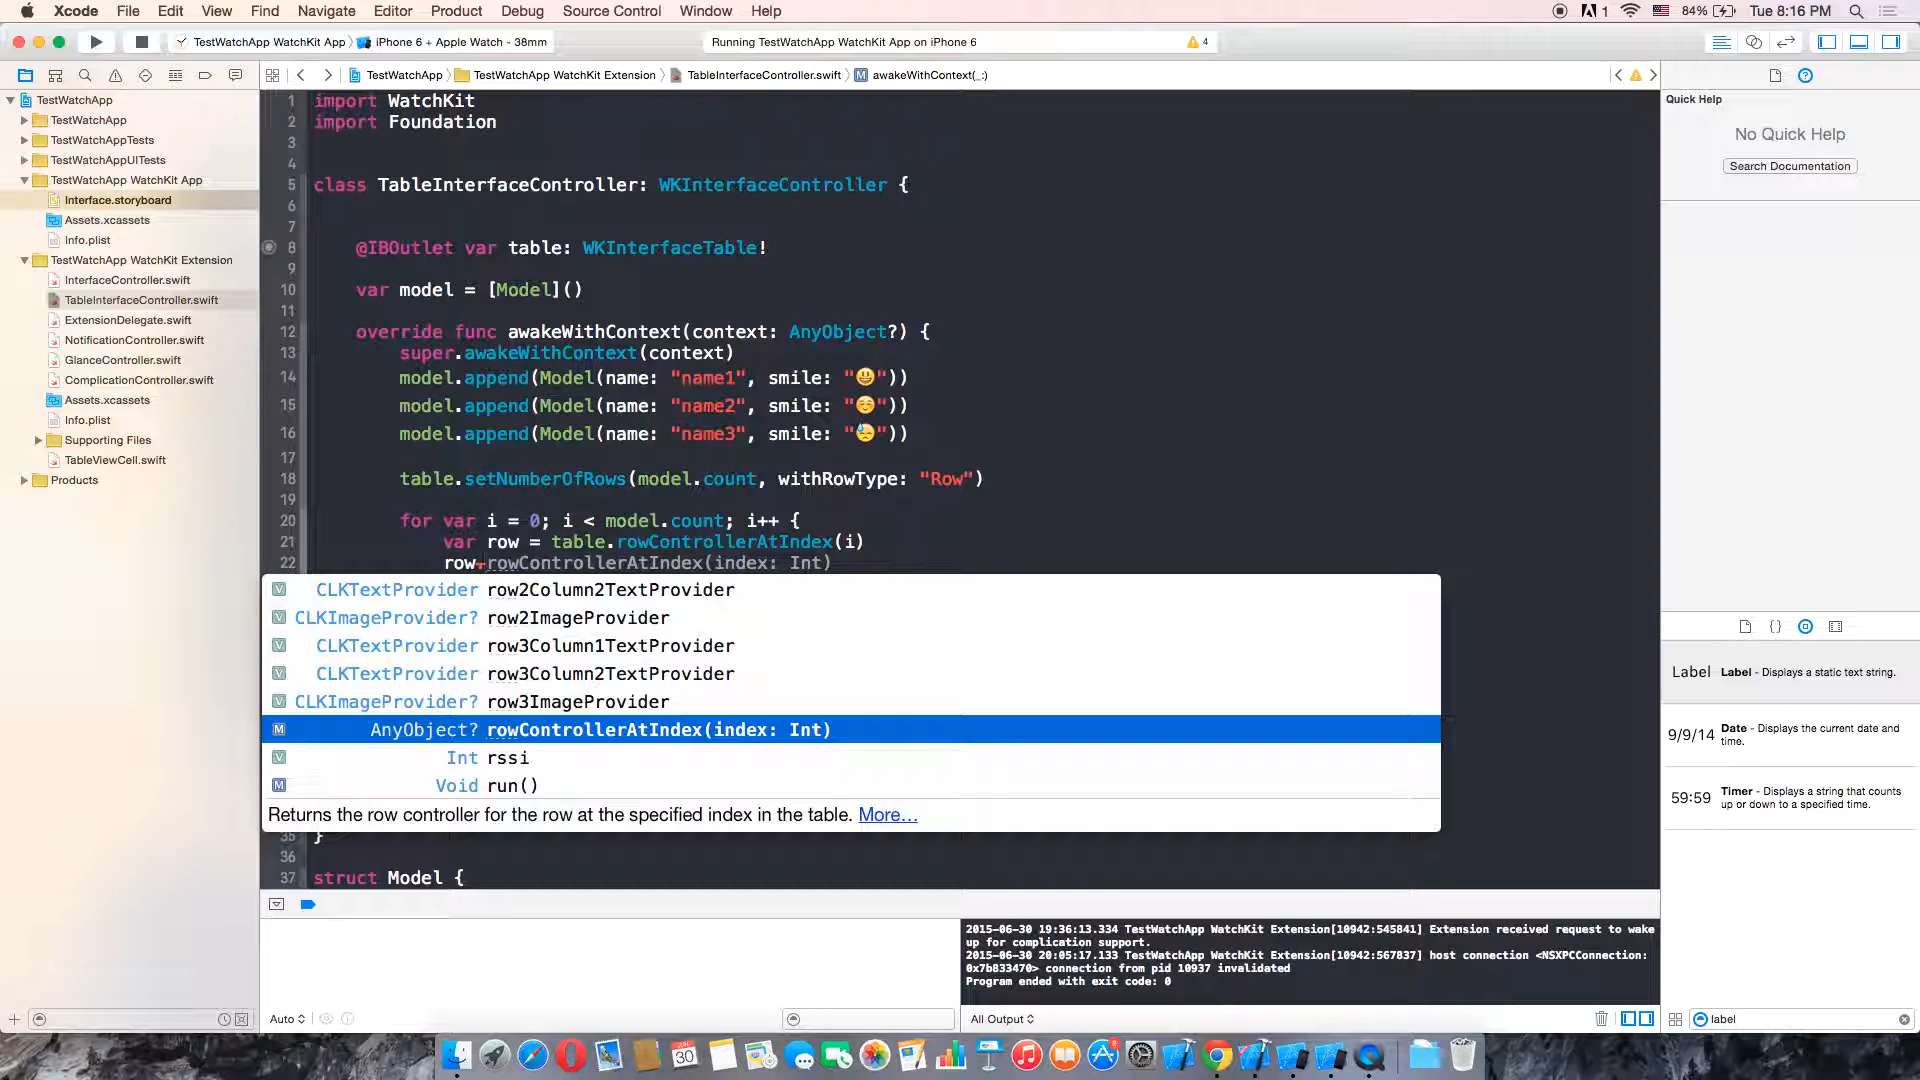 Xcode File Edit View Find Navigate Editor Product Debug Source Control Window Help
1 84% Tue 8:16 PM
TestWatchApp WatchKit App iPhone 6 + Apple Watch - 38mm
Running TestWatchApp WatchKit App on iPhone 6
4
TestWatchApp TestWatchApp WatchKit Extension TableInterfaceController.swift M awakeWithContext(_:)
TestWatchApp
TestWatchApp
TestWatchAppTests
TestWatchAppUITests
TestWatchApp WatchKit App
Interface.storyboard
Assets.xcassets
Info.plist
TestWatchApp WatchKit Extension
InterfaceController.swift
TableInterfaceController.swift
ExtensionDelegate.swift
NotificationController.swift
GlanceController.swift
ComplicationController.swift
Assets.xcassets
Info.plist
Supporting Files
TableViewCell.swift
Products
1 import WatchKit
2 import Foundation
3
4
5 class TableInterfaceController: WKInterfaceController {
6
7
8 @IBOutlet var table: WKInterfaceTable!
9
10 var model = [Model]()
11
12 override func awakeWithContext(context: AnyObject?) {
13 super.awakeWithContext(context)
14 model.append(Model(name: "name1", smile: "😃"))
15 model.append(Model(name: "name2", smile: "☺️"))
16 model.append(Model(name: "name3", smile: "😓"))
17
18 table.setNumberOfRows(model.count, withRowType: "Row")
19
20 for var i = 0; i < model.count; i++ {
21 var row = table.rowControllerAtIndex(i)
22 row.rowControllerAtIndex(index: Int)
V CLKTextProvider row2Column2TextProvider
V CLKImageProvider? row2ImageProvider
V CLKTextProvider row3Column1TextProvider
V CLKTextProvider row3Column2TextProvider
V CLKImageProvider? row3ImageProvider
M AnyObject? rowControllerAtIndex(index: Int)
V Int rssi
M Void run()
Returns the row controller for the row at the specified index in the table. More...
35 }
36
37 struct Model {
Auto
2015-06-30 19:36:13.334 TestWatchApp WatchKit Extension[10942:545841] Extension received request to wake
up for complication support.
2015-06-30 20:05:17.133 TestWatchApp WatchKit Extension[10942:567837] host connection <NSXPCConnection:
0x7b833470> connection from pid 10937 invalidated
Program ended with exit code: 0
All Output
Quick Help
No Quick Help
Search Documentation
Label Label - Displays a static text string.
9/9/14 Date - Displays the current date and
time.
59:59 Timer - Displays a string that counts
up or down to a specified time.
label
JUN
30
2